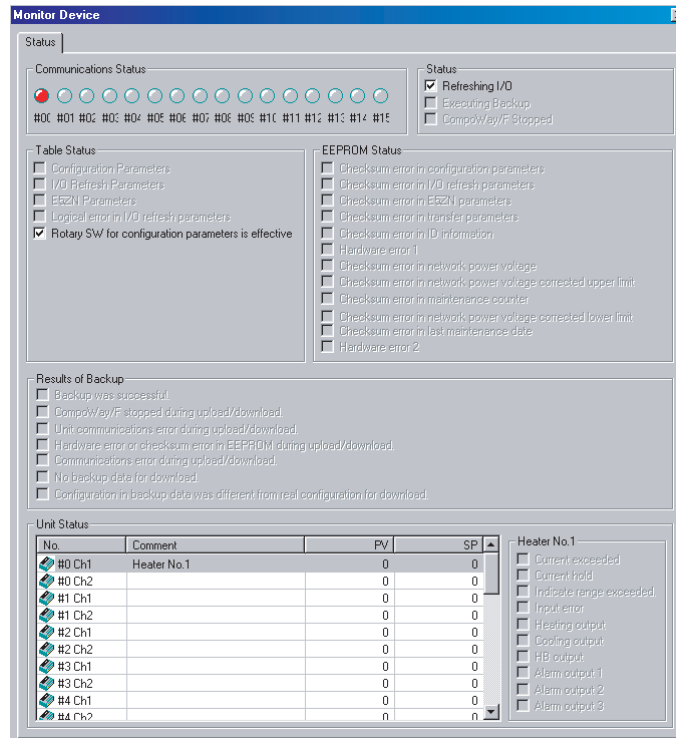 Monitor Device
Status
Communications Status
#00 #01 #02 #03 #04 #05 #06 #07 #08 #09 #10 #11 #12 #13 #14 #15
Status
Refreshing I/O
Executing Backup
CompoWay/F Stopped
Table Status
Configuration Parameters
I/O Refresh Parameters
E5ZN Parameters
Logical error in I/O refresh parameters
Rotary SW for configuration parameters is effective
EEPROM Status
Checksum error in configuration parameters
Checksum error in I/O refresh parameters
Checksum error in E5ZN parameters
Checksum error in transfer parameters
Checksum error in ID information
Hardware error 1
Checksum error in network power voltage
Checksum error in network power voltage corrected upper limit
Checksum error in maintenance counter
Checksum error in network power voltage corrected lower limit
Checksum error in last maintenance date
Hardware error 2
Results of Backup
Backup was successful.
CompoWay/F stopped during upload/download.
Unit communications error during upload/download.
Hardware error or checksum error in EEPROM during upload/download.
Communications error during upload/download.
No backup data for download.
Configuration in backup data was different from real configuration for download.
Unit Status
No. Comment PV SP
#0 Ch1 Heater No.1 0 0
#0 Ch2 0 0
#1 Ch1 0 0
#1 Ch2 0 0
#2 Ch1 0 0
#2 Ch2 0 0
#3 Ch1 0 0
#3 Ch2 0 0
#4 Ch1 0 0
#4 Ch2 0 0
Heater No.1
Current exceeded
Current hold
Indicate range exceeded.
Input error
Heating output
Cooling output
HB output
Alarm output 1
Alarm output 2
Alarm output 3